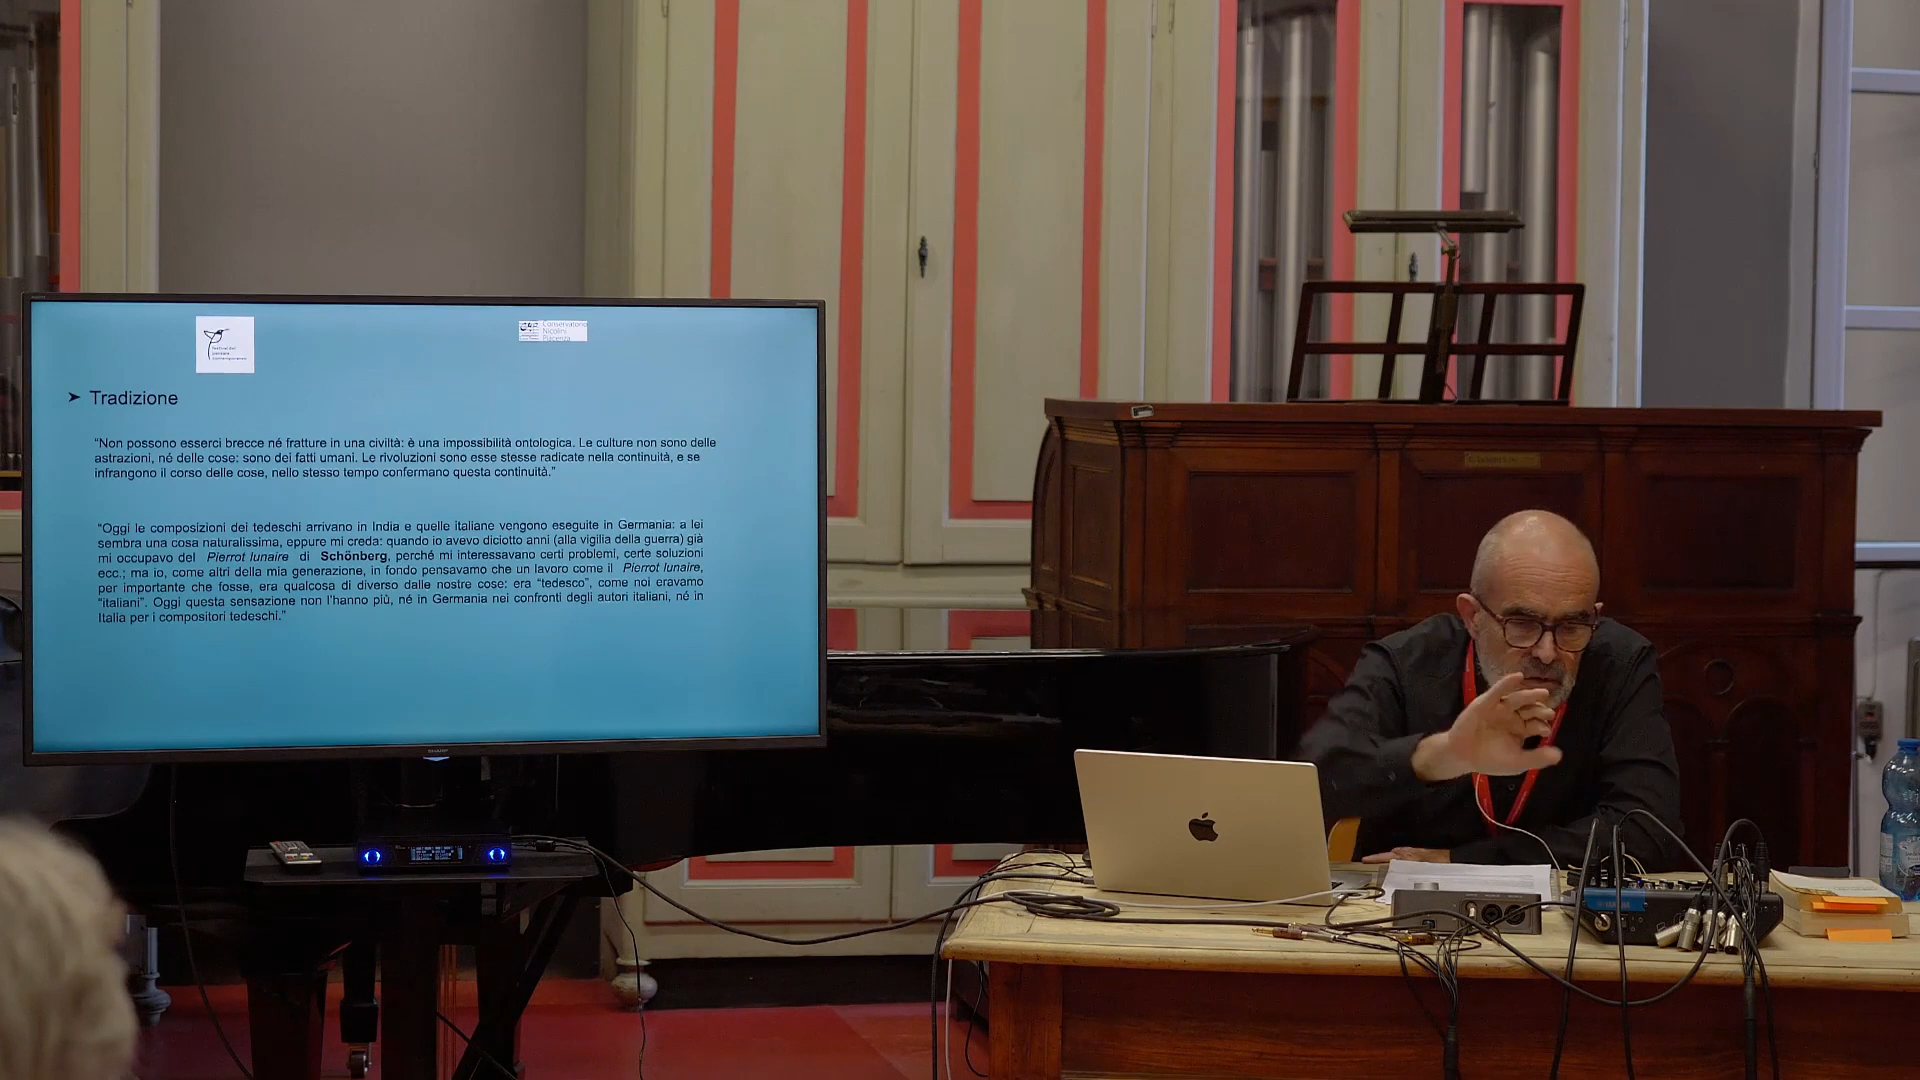 festival del
pensare
contemporaneo
Conservatorio
Nicolini
Piacenza
➤ Tradizione
“Non possono esserci brecce né fratture in una civiltà: è una impossibilità ontologica. Le culture non sono delle
astrazioni, né delle cose: sono dei fatti umani. Le rivoluzioni sono esse stesse radicate nella continuità, e se
infrangono il corso delle cose, nello stesso tempo confermano questa continuità.”
“Oggi le composizioni dei tedeschi arrivano in India e quelle italiane vengono eseguite in Germania: a lei
sembra una cosa naturalissima, eppure mi creda: quando io avevo diciotto anni (alla vigilia della guerra) già
mi occupavo del Pierrot lunaire di Schönberg, perché mi interessavano certi problemi, certe soluzioni
ecc.; ma io, come altri della mia generazione, in fondo pensavamo che un lavoro come il Pierrot lunaire,
per importante che fosse, era qualcosa di diverso dalle nostre cose: era “tedesco”, come noi eravamo
“italiani”. Oggi questa sensazione non l’hanno più, né in Germania nei confronti degli autori italiani, né in
Italia per i compositori tedeschi.”
SHARP